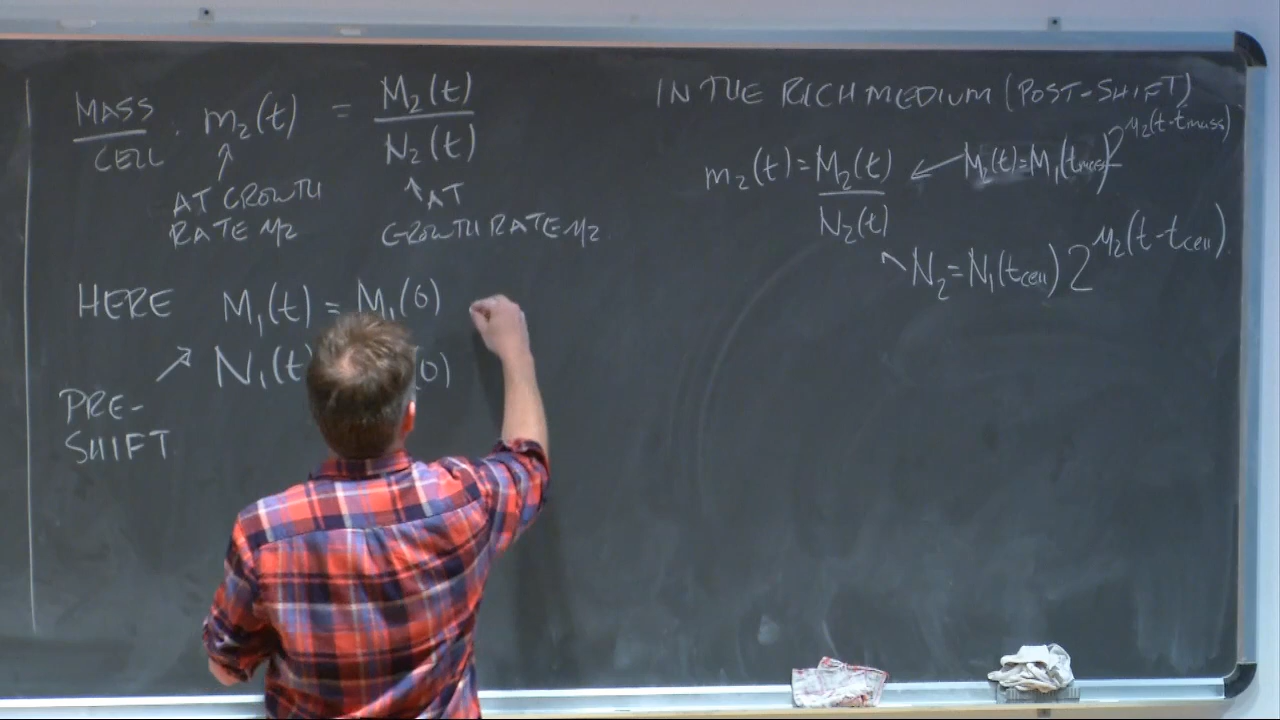 MASS
CELL
m₂(t) = M₂(t)
N₂(t)
AT GROWTH
RATE μ₂
AT
GROWTH RATE μ₂
HERE M₁(t) = M₁(0)
N₁(t) (0)
PRE-
SHIFT
IN THE RICH MEDIUM (POST-SHIFT)
m₂(t) = M₂(t)
N₂(t)
M₂(t) = M₁(tmass) 2^μ₂(t-tmass)
N₂ = N₁(tcell) 2^μ₂(t-tcell)